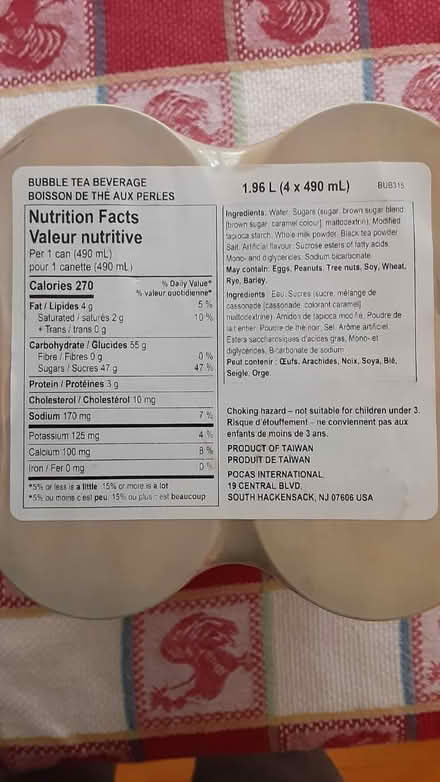 BUBBLE TEA BEVERAGE
BOISSON DE THÉ AUX PERLES
Nutrition Facts
Valeur nutritive
Per 1 can (490 mL)
pour 1 canette (490 mL)
Calories 270
% Daily Value*
% valeur quotidienne*
Fat / Lipides 4 g 5 %
Saturated / saturés 2 g 10 %
+ Trans / trans 0 g
Carbohydrate / Glucides 55 g
Fibre / Fibres 0 g 0 %
Sugars / Sucres 47 g 47 %
Protein / Protéines 3 g
Cholesterol / Cholestérol 10 mg
Sodium 170 mg 7 %
Potassium 125 mg 4 %
Calcium 100 mg 8 %
Iron / Fer 0 mg 0 %
*5% or less is a little 15% or more is a lot
*5% ou moins c'est peu, 15% ou plus c'est beaucoup
1.96 L (4 x 490 mL)
BUB315
Ingredients: Water, Sugars (sugar, brown sugar blend
[brown sugar, caramel colour], maltodextrin), Modified
tapioca starch, Whole milk powder, Black tea powder,
Salt, Artificial flavour, Sucrose esters of fatty acids,
Mono- and diglycerides, Sodium bicarbonate.
May contain: Eggs, Peanuts, Tree nuts, Soy, Wheat,
Rye, Barley.
Ingrédients : Eau, Sucres (sucre, mélange de
cassonade [cassonade, colorant caramel],
maltodextrine), Amidon de tapioca modifié, Poudre de
lait entier, Poudre de thé noir, Sel, Arôme artificiel,
Esters saccharosiques d'acides gras, Mono- et
diglycérides, Bicarbonate de sodium.
Peut contenir : Œufs, Arachides, Noix, Soya, Blé,
Seigle, Orge.
Choking hazard – not suitable for children under 3.
Risque d'étouffement – ne conviennent pas aux
enfants de moins de 3 ans.
PRODUCT OF TAIWAN
PRODUIT DE TAÏWAN
POCAS INTERNATIONAL,
19 CENTRAL BLVD,
SOUTH HACKENSACK, NJ 07606 USA